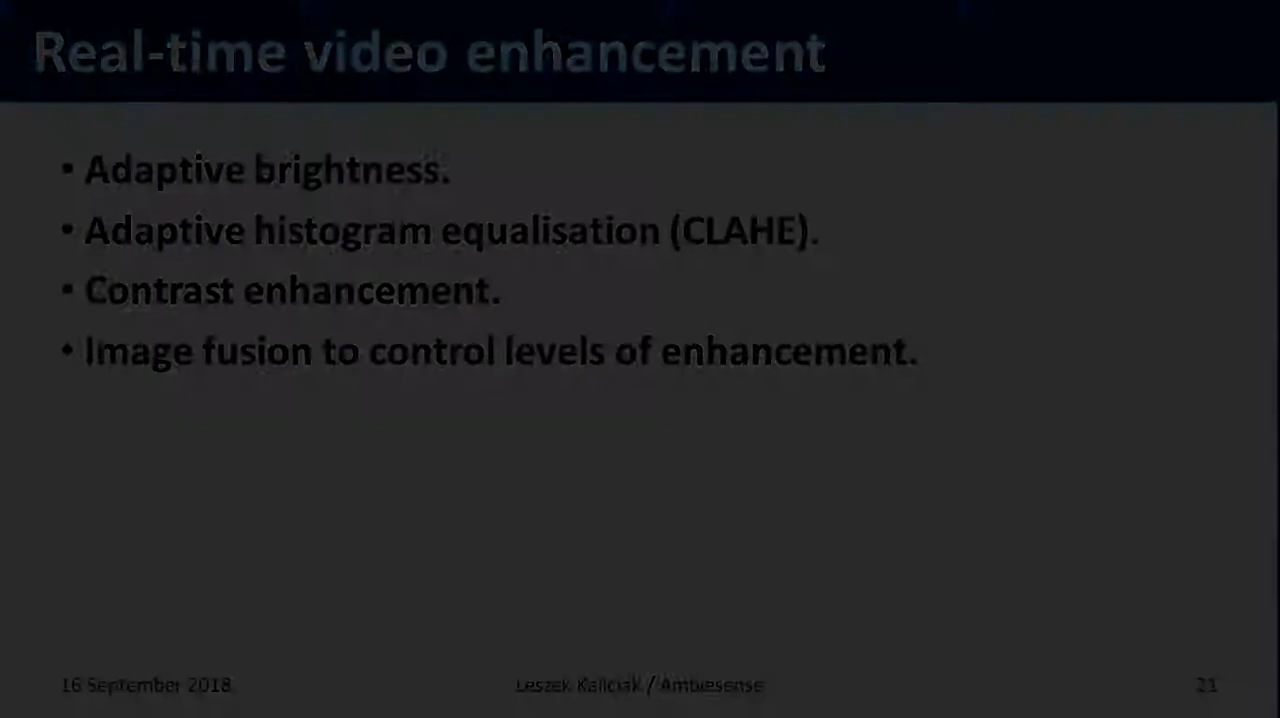 Real-time video enhancement
• Adaptive brightness.
• Adaptive histogram equalisation (CLAHE).
• Contrast enhancement.
• Image fusion to control levels of enhancement.
16 September 2018
Leszek Kaliciak / Ambiesense
21